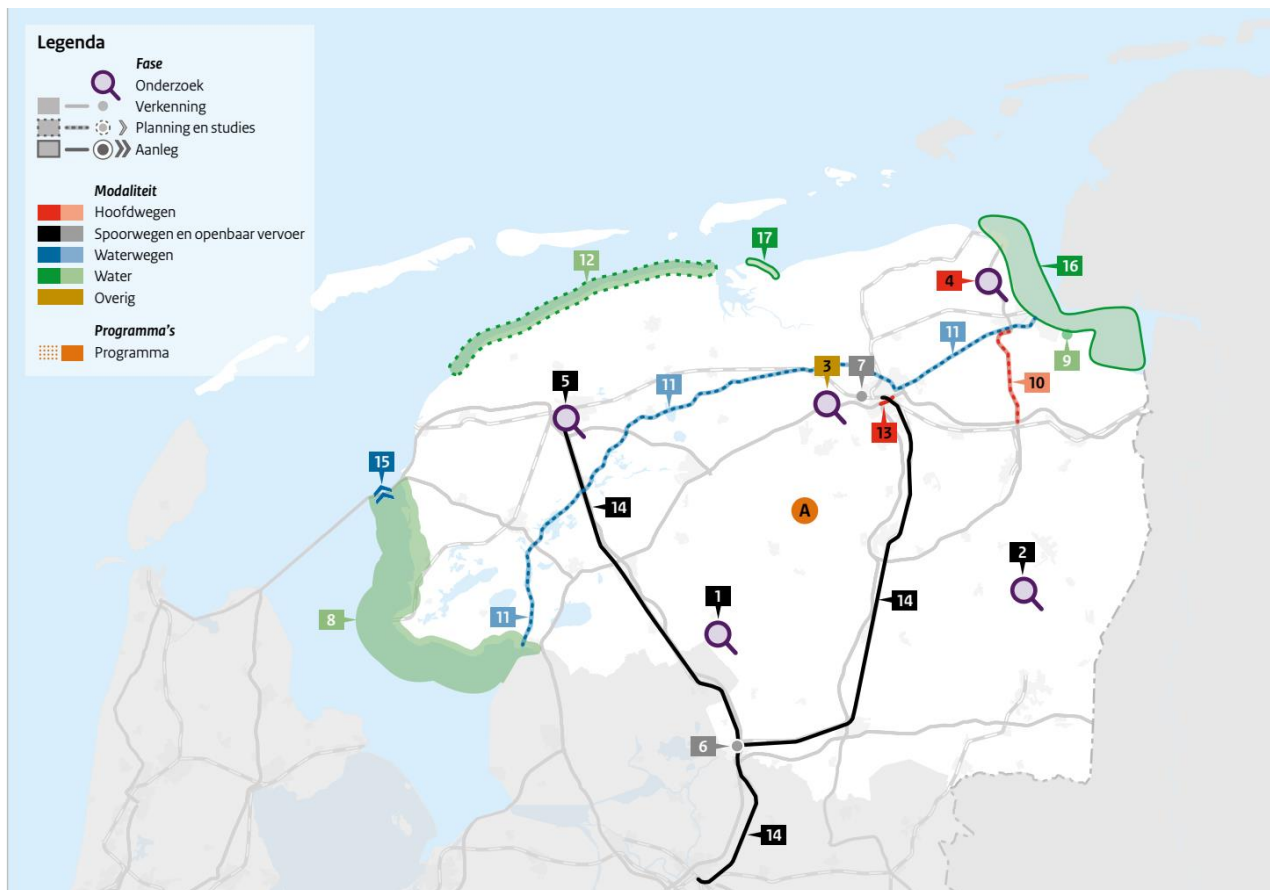 Legenda
Fase
Onderzoek
Verkenning
Planning en studies
Aanleg
Modaliteit
Hoofdwegen
Spoorwegen en openbaar vervoer
Waterwegen
Water
Overig
Programma's
Programma
17
12
16
4
11
9
3
7
5
11
10
13
15
14
A
2
1
14
8
11
6
14